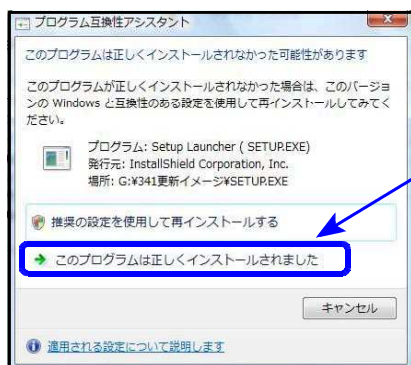 プログラム互換性アシスタント
このプログラムは正しくインストールされなかった可能性があります
このプログラムが正しくインストールされなかった場合は、このバージョ
ンの Windows と互換性のある設定を使用して再インストールしてみてく
ださい。
プログラム: Setup Launcher ( SETUP.EXE)
発行元: InstallShield Corporation, Inc.
場所: G:¥341更新イメージ¥SETUP.EXE
推奨の設定を使用して再インストールする
このプログラムは正しくインストールされました
キャンセル
適用される設定について説明します